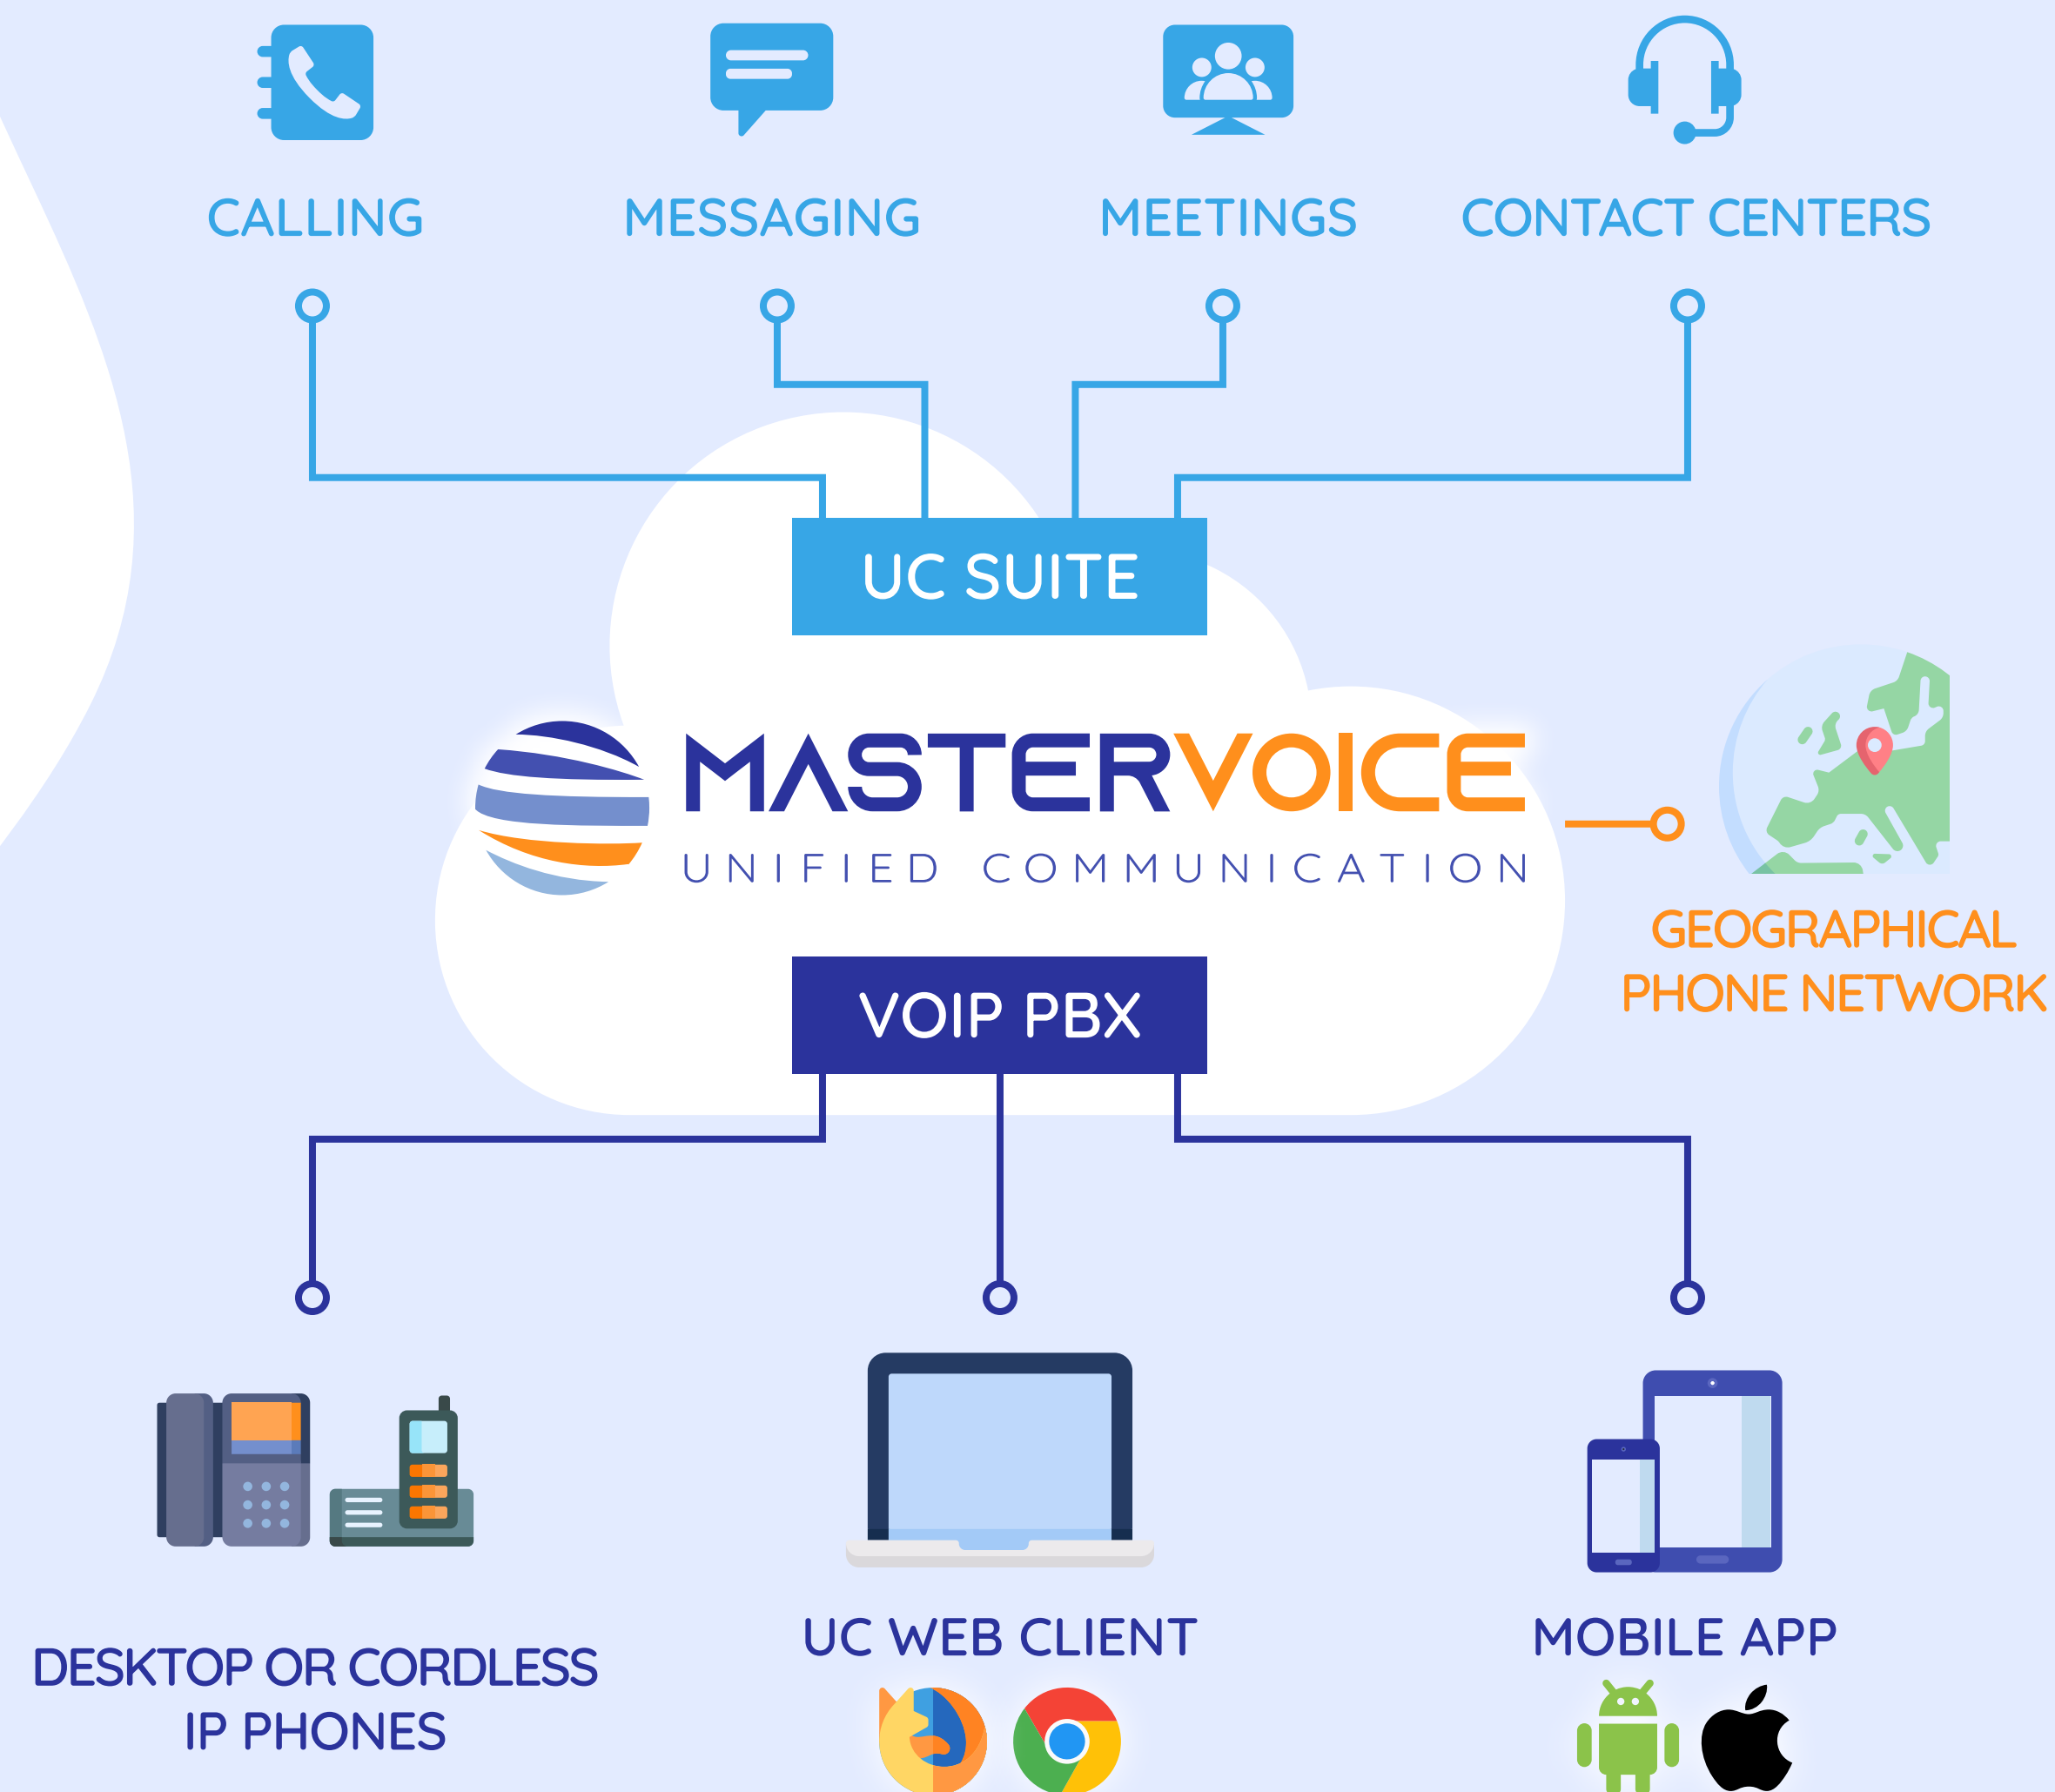 CALLING
MESSAGING
MEETINGS
CONTACT CENTERS
UC SUITE
MASTERVOICE
UNIFIED COMMUNICATION
GEOGRAPHICAL
PHONE NETWORK
VOIP PBX
DESKTOP OR CORDLESS
IP PHONES
UC WEB CLIENT
MOBILE APP